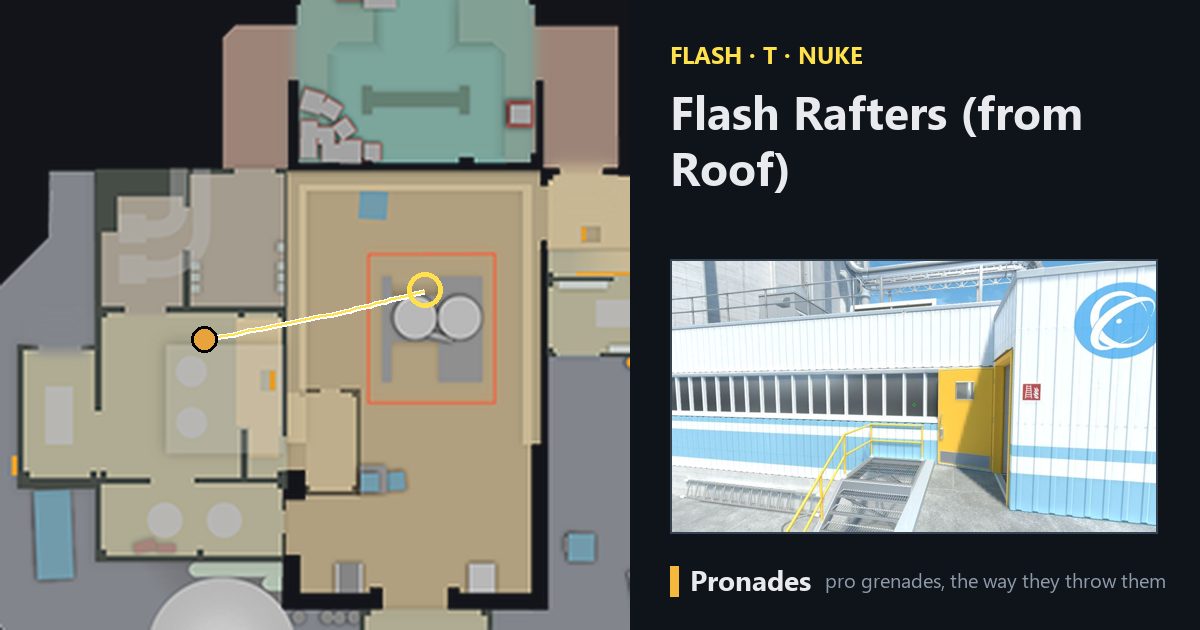 FLASH · T · NUKE
Flash Rafters (from
Roof)
Pronades pro grenades, the way they throw them